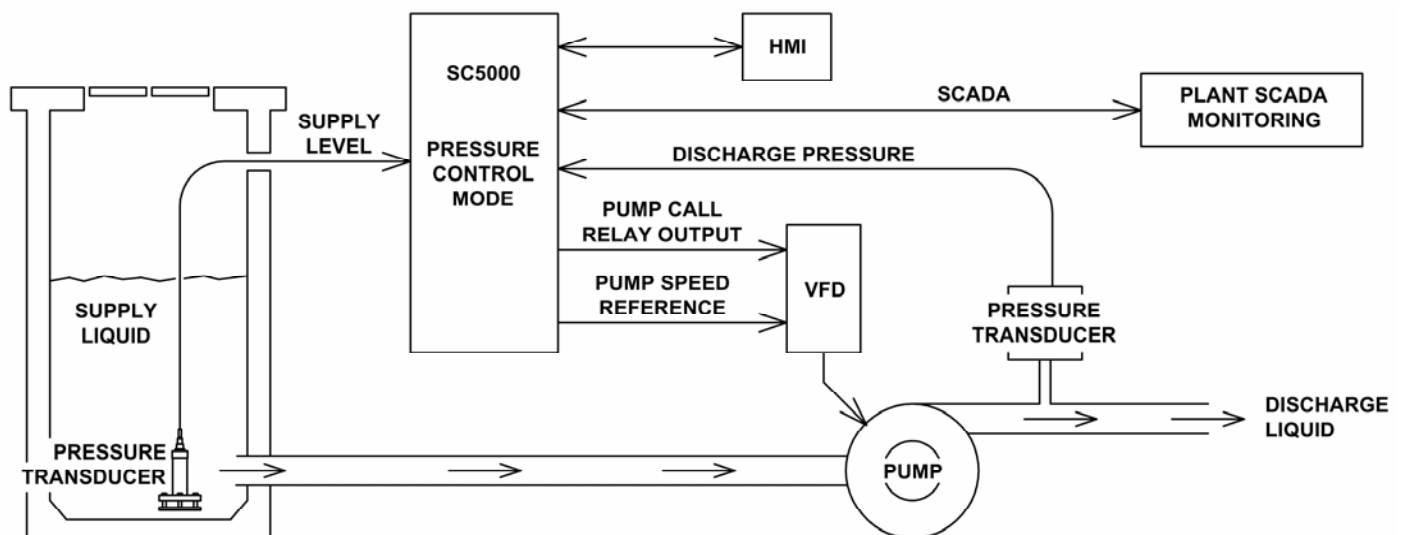 SC5000
PRESSURE
CONTROL
MODE
HMI
SCADA
PLANT SCADA
MONITORING
SUPPLY
LEVEL
DISCHARGE PRESSURE
PUMP CALL
RELAY OUTPUT
PUMP SPEED
REFERENCE
VFD
SUPPLY
LIQUID
PRESSURE
TRANSDUCER
PRESSURE
TRANSDUCER
PUMP
DISCHARGE
LIQUID